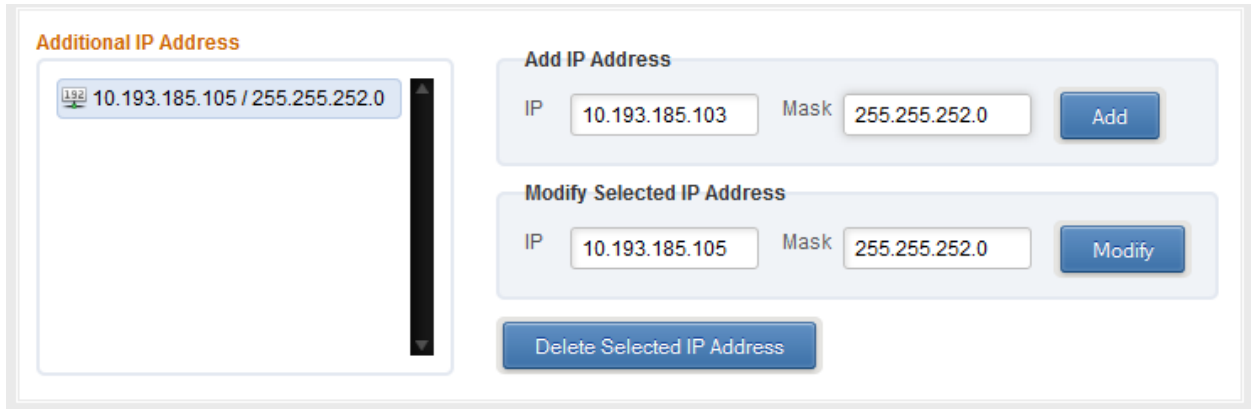 Additional IP Address
192 10.193.185.105 / 255.255.252.0
Add IP Address
IP 10.193.185.103 Mask 255.255.252.0 Add
Modify Selected IP Address
IP 10.193.185.105 Mask 255.255.252.0 Modify
Delete Selected IP Address